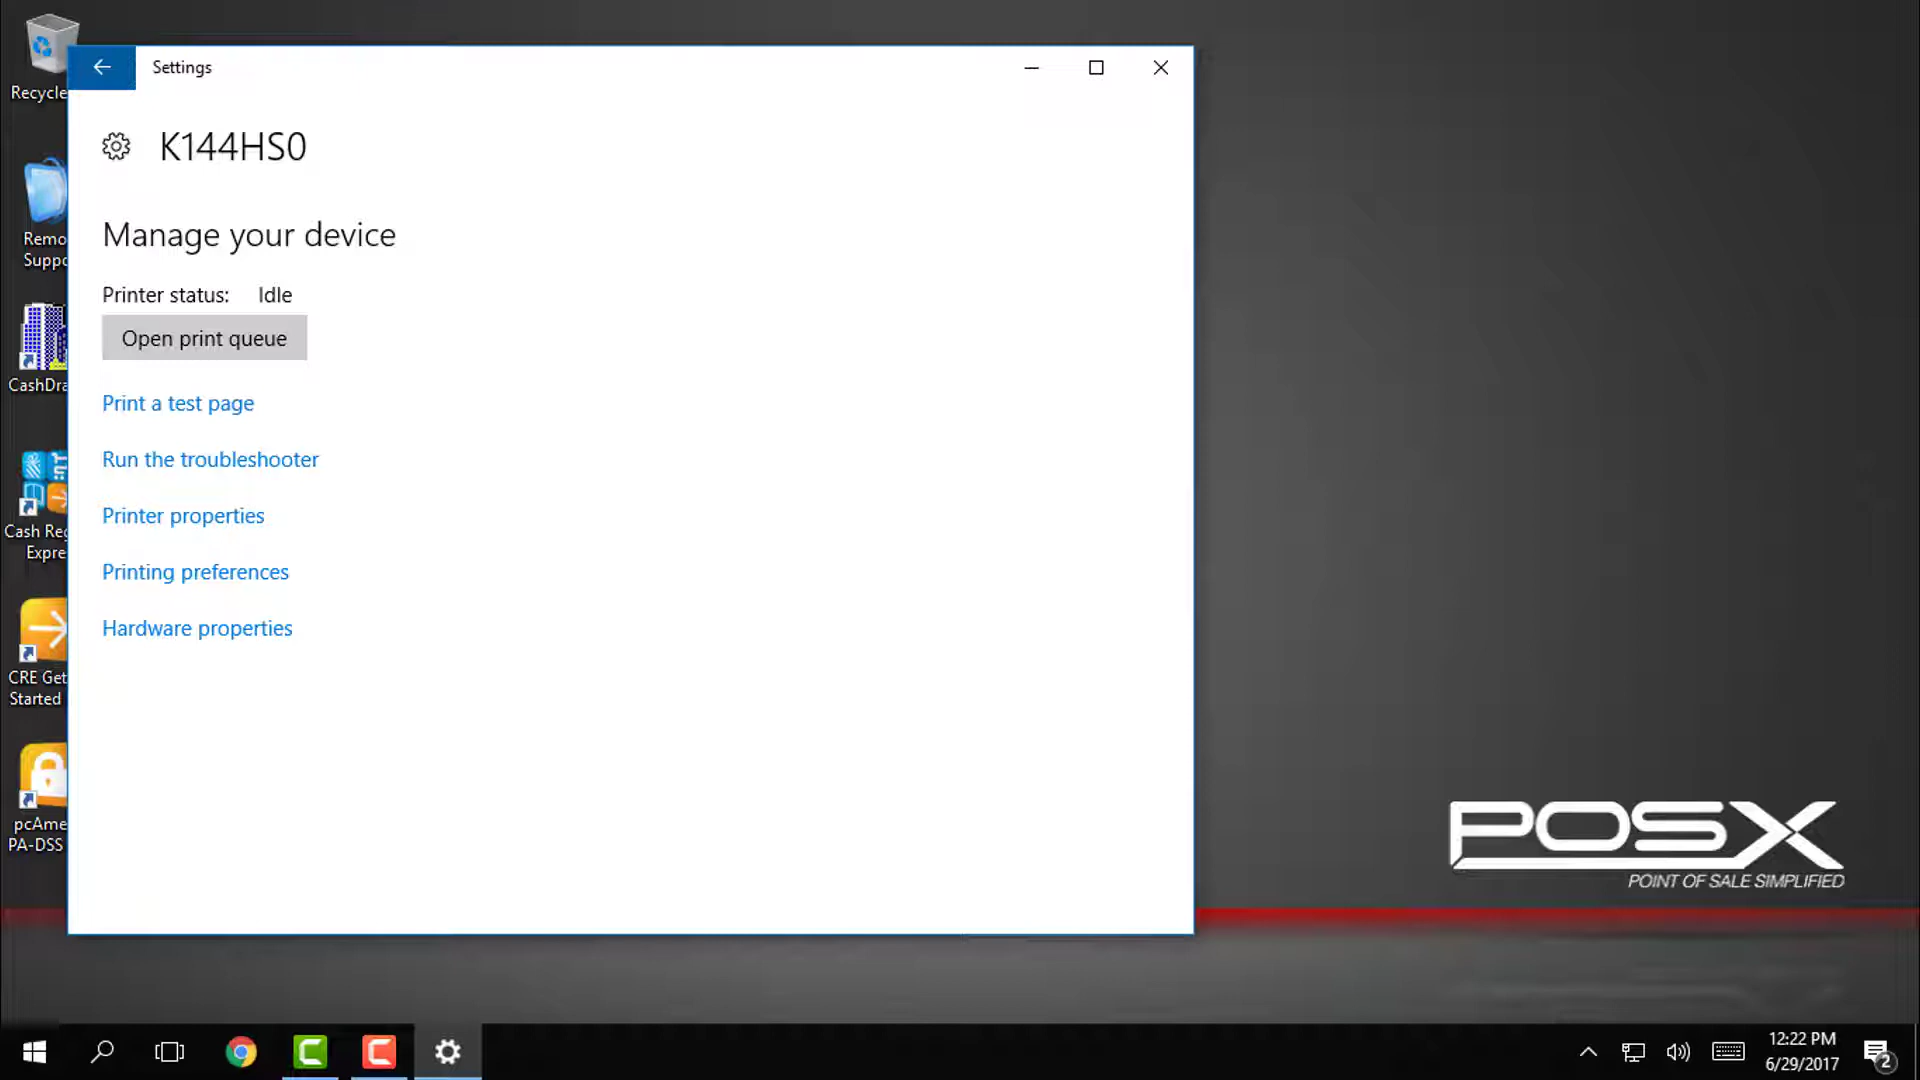 Recycle
Settings
K144HS0
Manage your device
Remo
Suppo
Printer status: Idle
Open print queue
CashDra
Print a test page
Run the troubleshooter
Printer properties
Cash Reg
Expre
Printing preferences
Hardware properties
CRE Get
Started
pcAme
PA-DSS
POSX
POINT OF SALE SIMPLIFIED
12:22 PM
6/29/2017
2